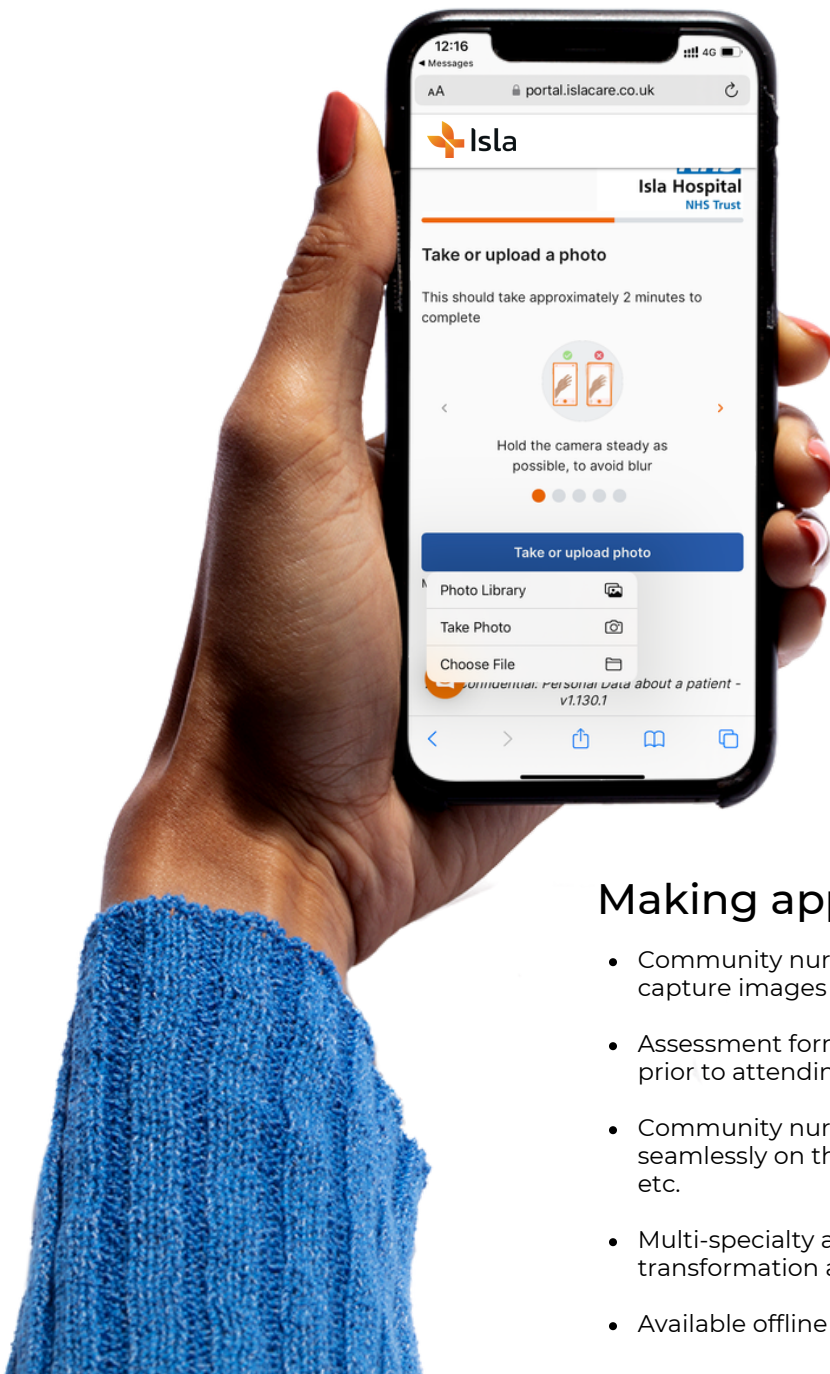 12:16
4G
Messages
AA
portal.islacare.co.uk
Isla
NHS
Isla Hospital
NHS Trust
Take or upload a photo
This should take approximately 2 minutes to
complete
Hold the camera steady as
possible, to avoid blur
Take or upload photo
Photo Library
Take Photo
Choose File
Confidential: Personal Data about a patient -
v1.130.1
Making app
Community nur
capture images
Assessment form
prior to attendin
Community nur
seamlessly on th
etc.
Multi-specialty a
transformation a
Available offline